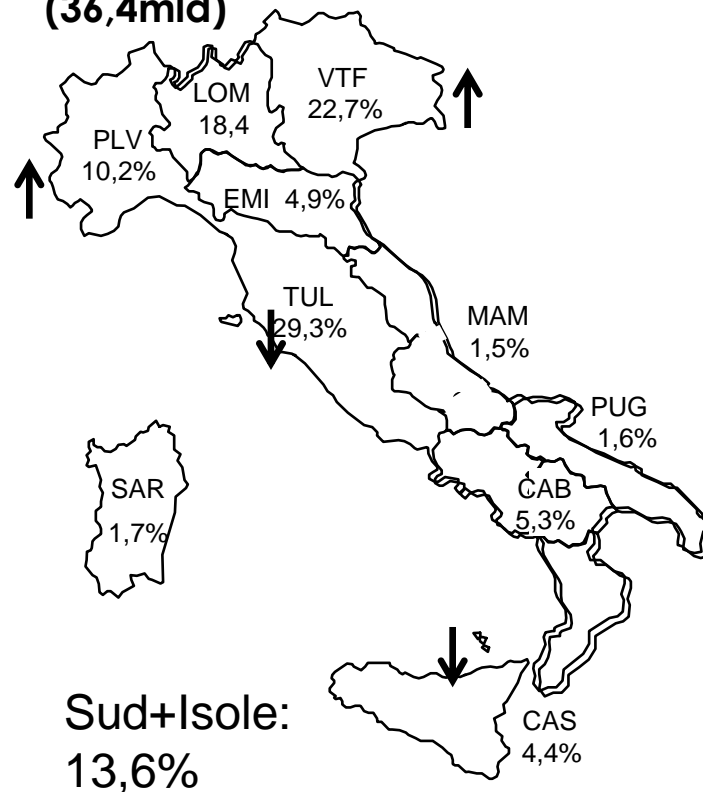 (36,4mld)
VTF
22,7%
LOM
18,4
PLV
10,2%
EMI 4,9%
TUL
29,3%
MAM
1,5%
PUG
1,6%
SAR
1,7%
CAB
5,3%
Sud+Isole:
13,6%
CAS
4,4%